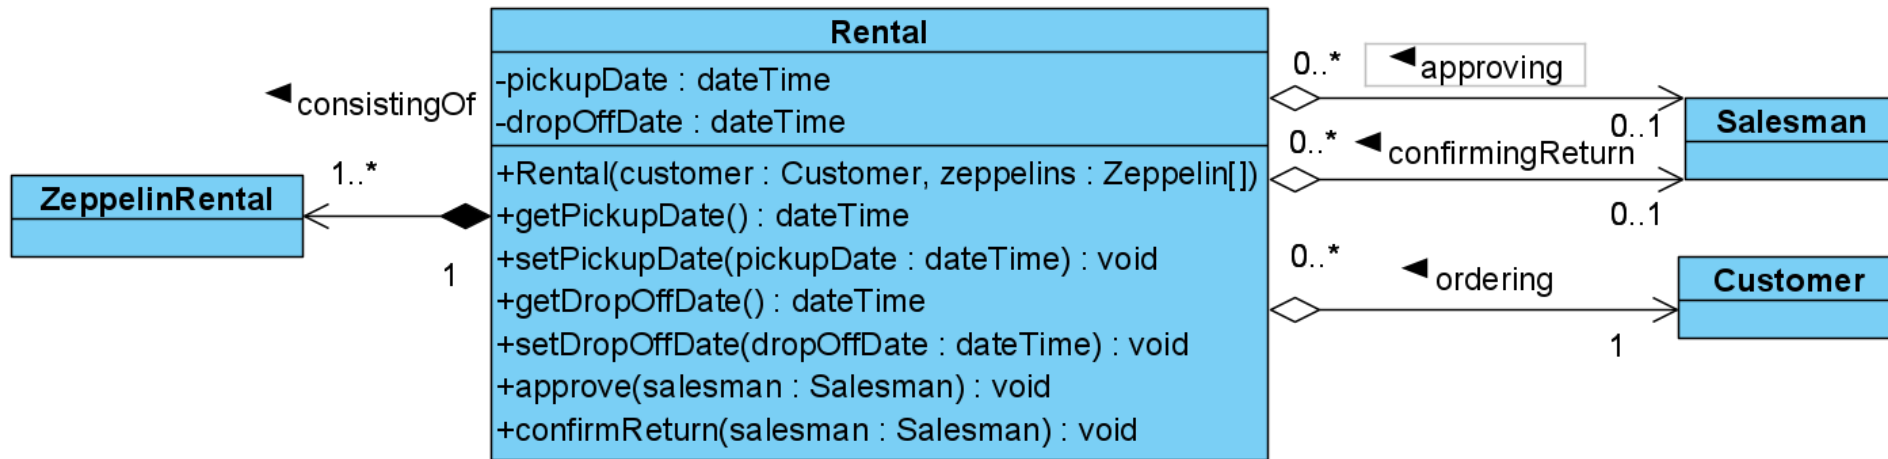 Rental
-pickupDate : dateTime
-dropOffDate : dateTime
+Rental(customer : Customer, zeppelins : Zeppelin[])
+getPickupDate() : dateTime
+setPickupDate(pickupDate : dateTime) : void
+getDropOffDate() : dateTime
+setDropOffDate(dropOffDate : dateTime) : void
+approve(salesman : Salesman) : void
+confirmReturn(salesman : Salesman) : void
◄ consistingOf
1..*
1
ZeppelinRental
0..*
◄ approving
0..1
0..*
◄ confirmingReturn
0..1
Salesman
0..*
◄ ordering
1
Customer